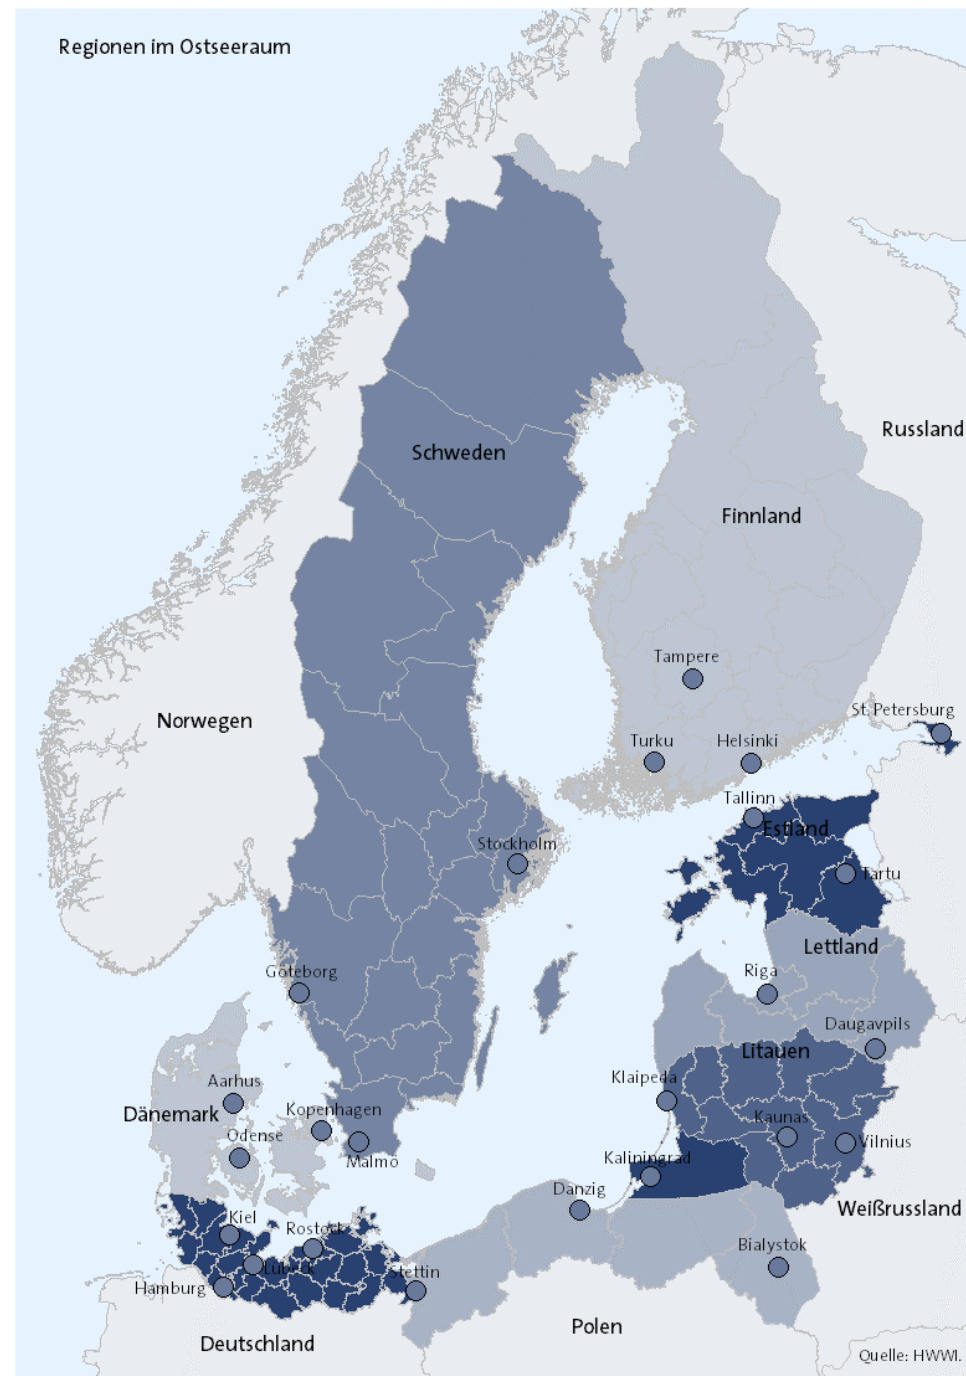 Regionen im Ostseeraum
Russland
Schweden
Finnland
Tampere
St. Petersburg
Norwegen
Turku
Helsinki
Tallinn
Estland
Stockholm
Tartu
Lettland
Göteborg
Riga
Daugavpils
Litauen
Klaipeda
Aarhus
Dänemark
Kopenhagen
Kaunas
Odense
Vilnius
Malmö
Kaliningrad
Danzig
Weißrussland
Kiel
Rostock
Bialystok
Lübeck
Stettin
Hamburg
Polen
Deutschland
Quelle: HWWI.